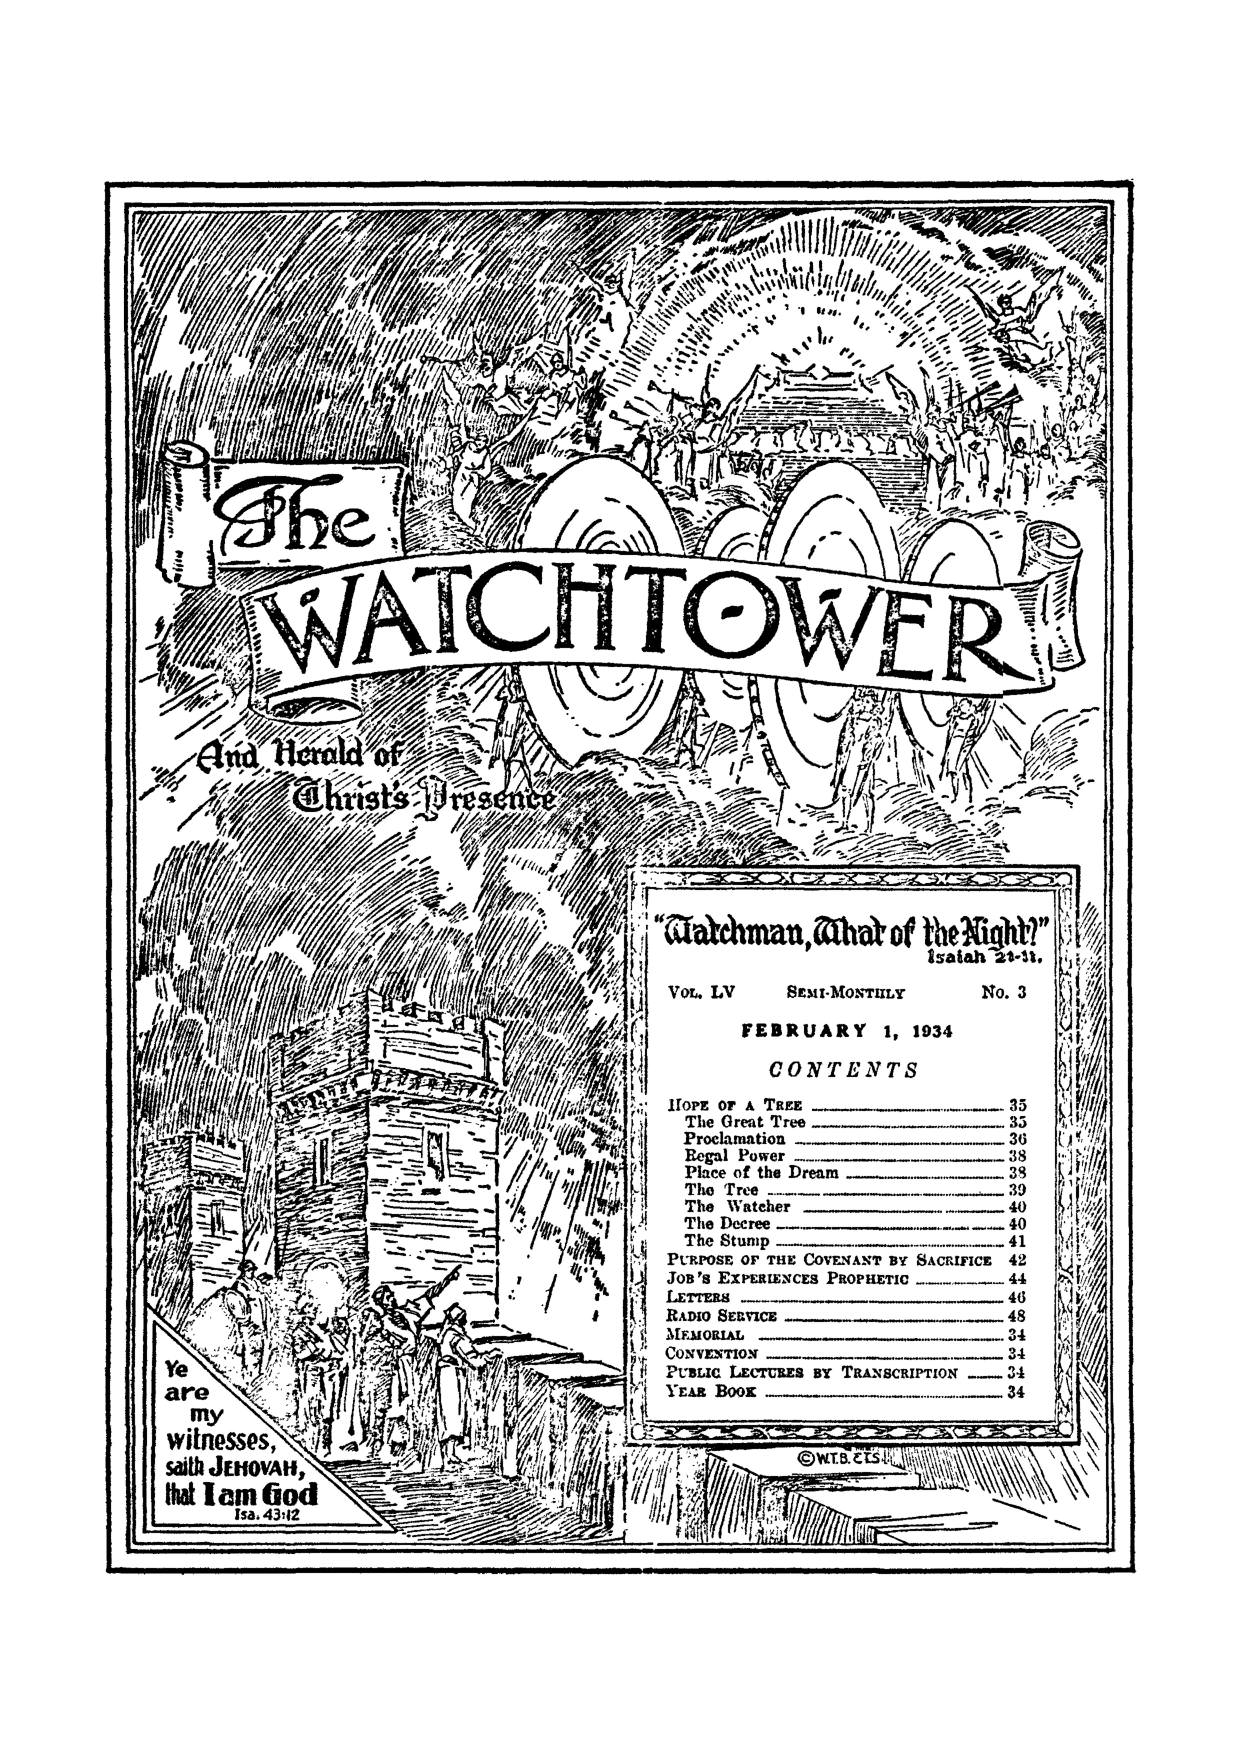 The
WATCHTOWER
And Herald of
Christ's Presence
"Watchman, What of the Night?"
Isaiah 21-11.
VOL. LV SEMI-MONTHLY No. 3
FEBRUARY 1, 1934
CONTENTS
HOPE OF A TREE 35
The Great Tree 35
Proclamation 36
Regal Power 38
Place of the Dream 38
The Tree 39
The Watcher 40
The Decree 40
The Stump 41
PURPOSE OF THE COVENANT BY SACRIFICE 42
JOB'S EXPERIENCES PROPHETIC 44
LETTERS 46
RADIO SERVICE 48
MEMORIAL 34
CONVENTION 34
PUBLIC LECTURES BY TRANSCRIPTION 34
YEAR BOOK 34
©W.T.B.&T.S.
Ye
are
my
witnesses,
saith JEHOVAH,
that I am God
Isa. 43:12